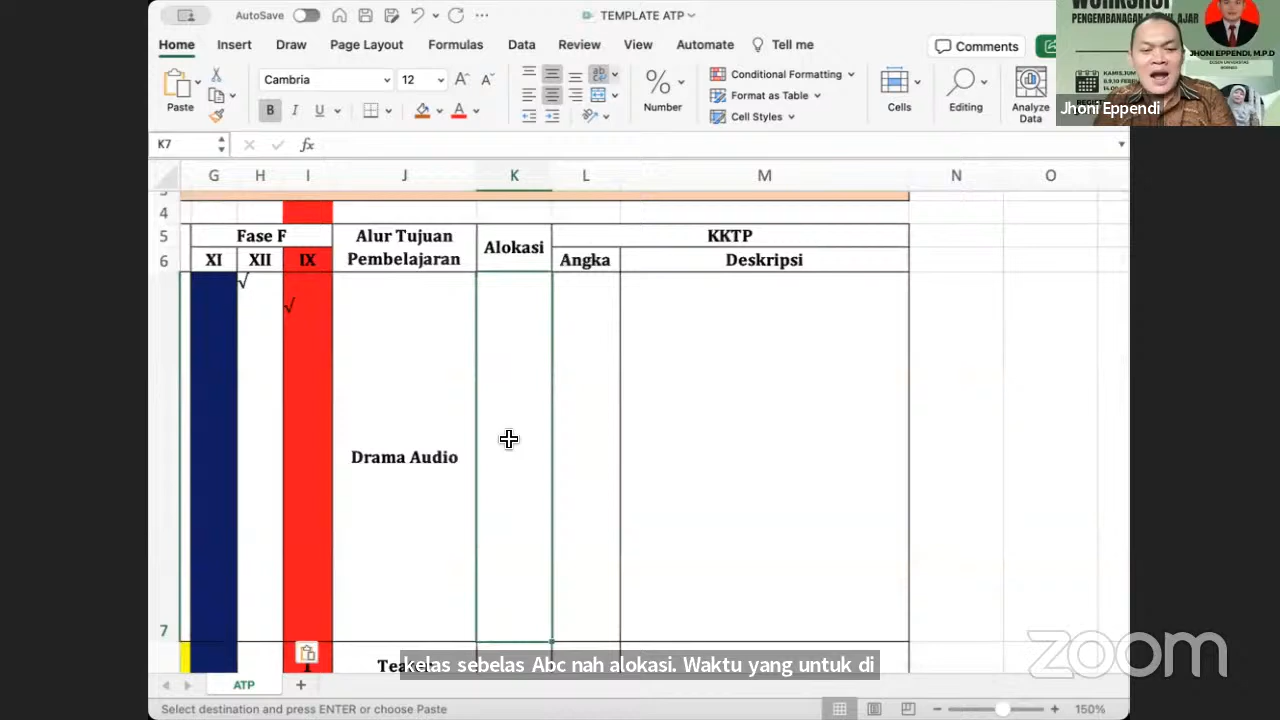 AutoSave
TEMPLATE ATP
Home Insert Draw Page Layout Formulas Data Review View Automate Tell me Comments
Paste
Cambria 12
B I U
Number
Conditional Formatting
Format as Table
Cell Styles
Cells
Editing
Analyze
Data
WORKSHOP
AJAR
JHONI EPPENDI, M.P.D
Jhoni Eppendi
K7
fx
G H I J K L M N O
4
5 Fase F Alur Tujuan Pembelajaran Alokasi KKTP
6 XI XII IX Angka Deskripsi
√
√
Drama Audio
7
kelas sebelas Abc nah alokasi. Waktu yang untuk di
zoom
ATP
Select destination and press ENTER or choose Paste
150%